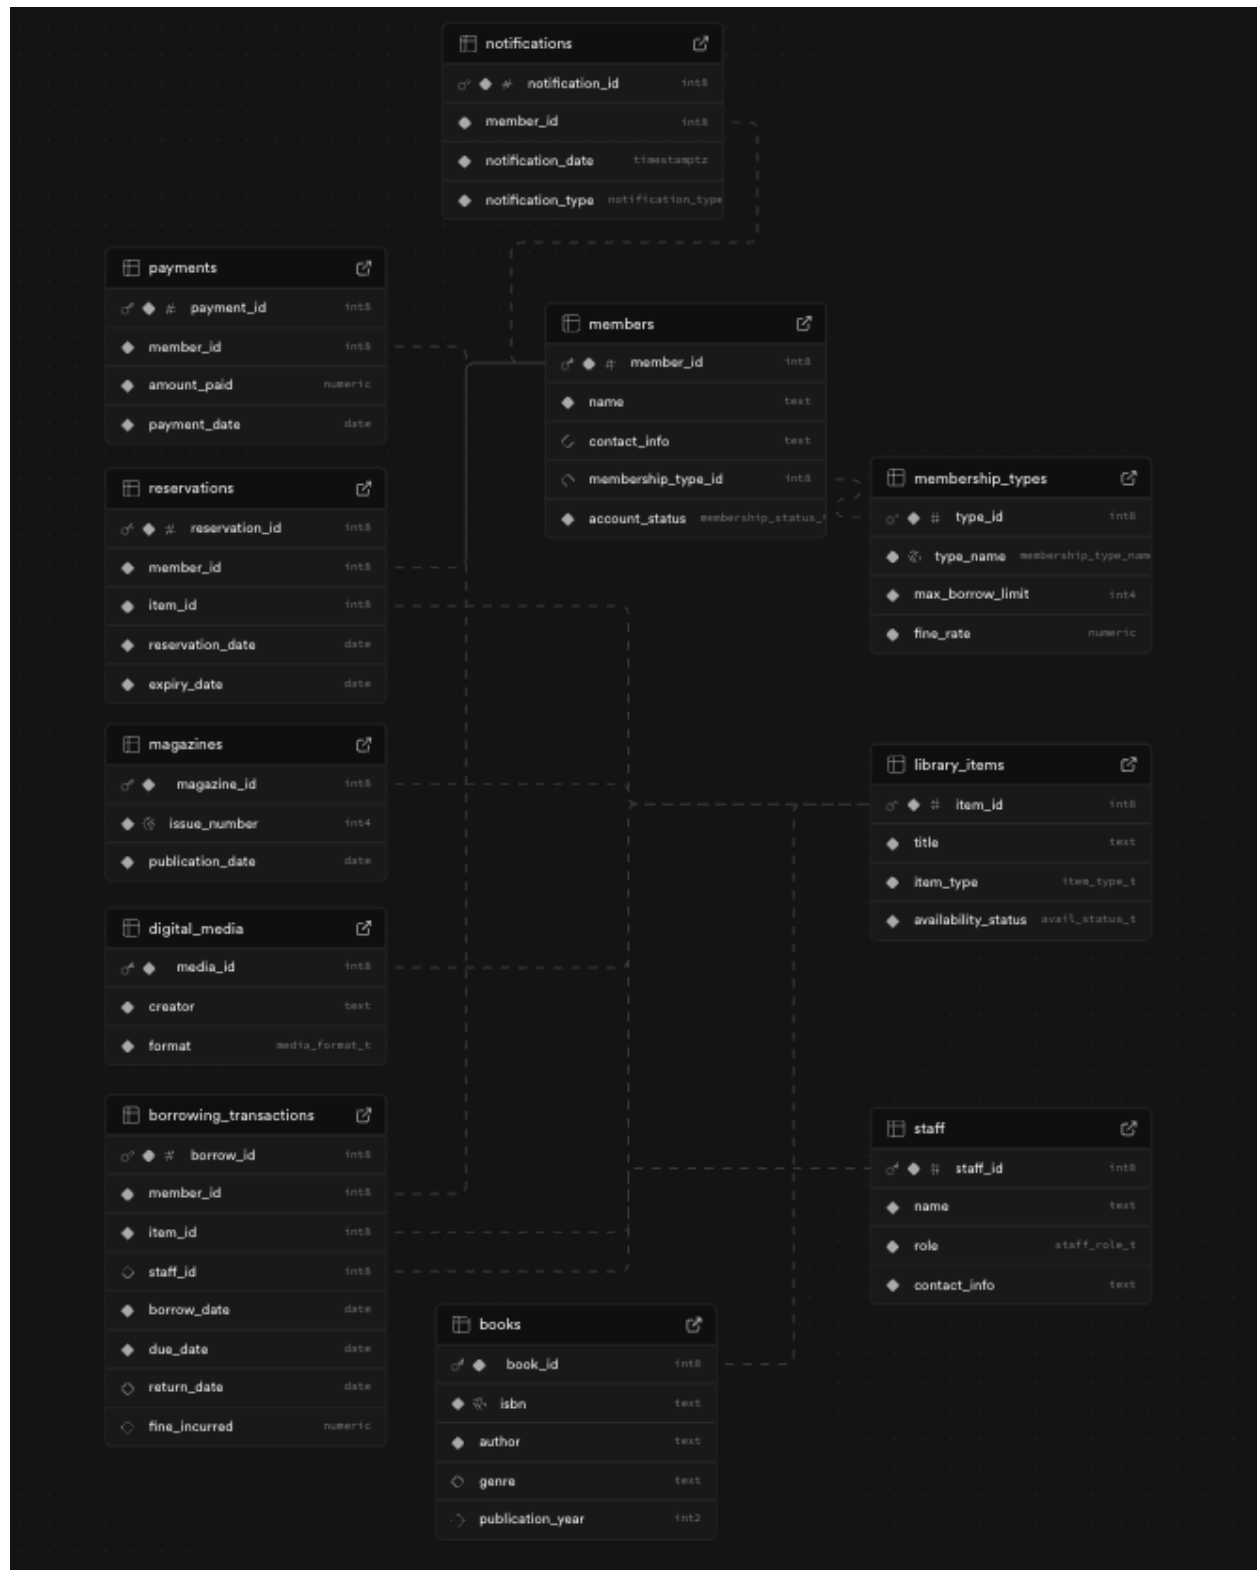 notifications
notification_id int8
member_id int8
notification_date timestamptz
notification_type notification_type
payments
payment_id int8
member_id int8
amount_paid numeric
payment_date date
members
member_id int8
name text
contact_info text
membership_type_id int8
account_status membership_status_t
reservations
reservation_id int8
member_id int8
item_id int8
reservation_date date
expiry_date date
membership_types
type_id int8
type_name membership_type_nam
max_borrow_limit int4
fine_rate numeric
magazines
magazine_id int8
issue_number int4
publication_date date
library_items
item_id int8
title text
item_type item_type_t
availability_status avail_status_t
digital_media
media_id int8
creator text
format media_format_t
borrowing_transactions
borrow_id int8
member_id int8
item_id int8
staff_id int8
borrow_date date
due_date date
return_date date
fine_incurred numeric
staff
staff_id int8
name text
role staff_role_t
contact_info text
books
book_id int8
isbn text
author text
genre text
publication_year int2